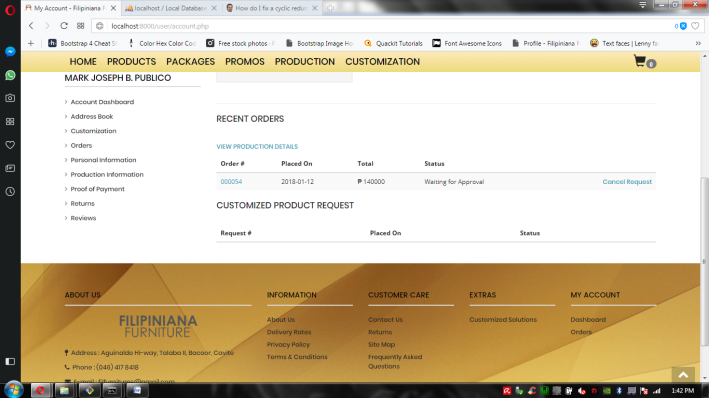 My Account - Filipiniana F
localhost / Local Database
How do I fix a cyclic redun
localhost:8000/user/account.php
0
Bootstrap 4 Cheat S
Color Hex Color Cod
Free stock photos ·
Bootstrap Image Ho
Quackit Tutorials
Font Awesome Icons
Profile - Filipiniana F
Text faces | Lenny fa
HOME PRODUCTS PACKAGES PROMOS PRODUCTION CUSTOMIZATION
0
MARK JOSEPH B. PUBLICO
Account Dashboard
Address Book
Customization
Orders
Personal Information
Production Information
Proof of Payment
Returns
Reviews
RECENT ORDERS
VIEW PRODUCTION DETAILS
Order # Placed On Total Status
000054 2018-01-12 ₱ 140000 Waiting for Approval Cancel Request
CUSTOMIZED PRODUCT REQUEST
Request # Placed On Status
ABOUT US
FILIPINIANA
FURNITURE
Address : Aguinaldo Hi-way, Talaba II, Bacoor, Cavite
Phone : (046) 417 8418
INFORMATION
About Us
Delivery Rates
Privacy Policy
Terms & Conditions
CUSTOMER CARE
Contact Us
Returns
Site Map
Frequently Asked
Questions
EXTRAS
Customized Solutions
MY ACCOUNT
Dashboard
Orders
1:42 PM